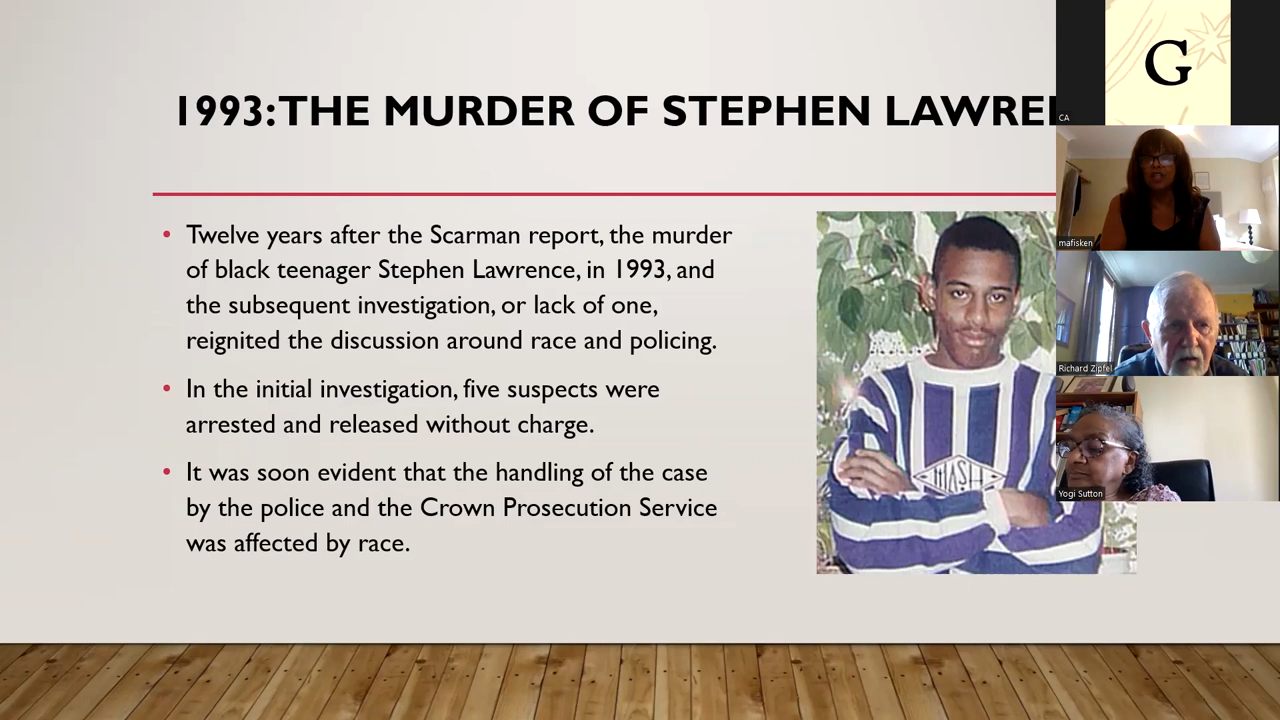 1993: THE MURDER OF STEPHEN LAWRE
Twelve years after the Scarman report, the murder
of black teenager Stephen Lawrence, in 1993, and
the subsequent investigation, or lack of one,
reignited the discussion around race and policing.
In the initial investigation, five suspects were
arrested and released without charge.
It was soon evident that the handling of the case
by the police and the Crown Prosecution Service
was affected by race.
MASH
G
CA
mafisken
Richard Zipfel
Yogi Sutton